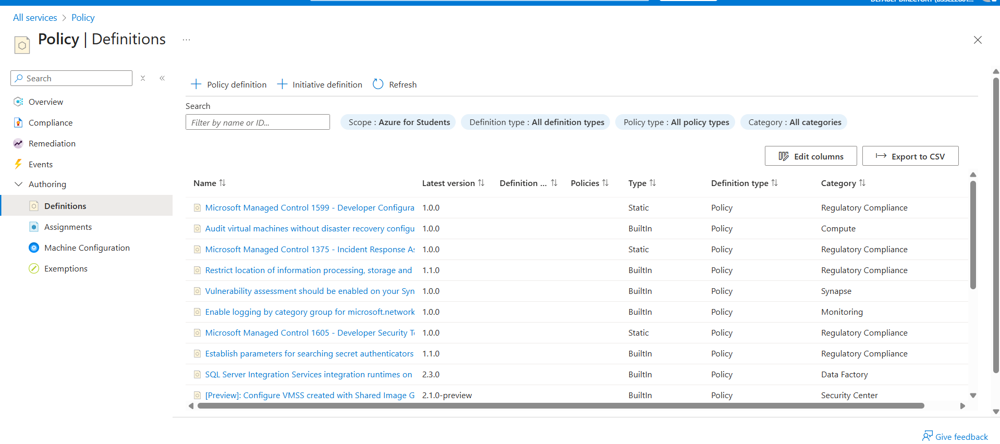 All services > Policy
Policy | Definitions ...
Search
Overview
Compliance
Remediation
Events
Authoring
Definitions
Assignments
Machine Configuration
Exemptions
Policy definition Initiative definition Refresh
Search
Filter by name or ID...
Scope : Azure for Students Definition type : All definition types Policy type : All policy types Category : All categories
Edit columns Export to CSV
Name Latest version Definition ... Policies Type Definition type Category
Microsoft Managed Control 1599 - Developer Configura 1.0.0 Static Policy Regulatory Compliance
Audit virtual machines without disaster recovery configu 1.0.0 BuiltIn Policy Compute
Microsoft Managed Control 1375 - Incident Response As 1.0.0 Static Policy Regulatory Compliance
Restrict location of information processing, storage and 1.1.0 BuiltIn Policy Regulatory Compliance
Vulnerability assessment should be enabled on your Syn 1.0.0 BuiltIn Policy Synapse
Enable logging by category group for microsoft.network 1.0.0 BuiltIn Policy Monitoring
Microsoft Managed Control 1605 - Developer Security Te 1.0.0 Static Policy Regulatory Compliance
Establish parameters for searching secret authenticators 1.1.0 BuiltIn Policy Regulatory Compliance
SQL Server Integration Services integration runtimes on 2.3.0 BuiltIn Policy Data Factory
[Preview]: Configure VMSS created with Shared Image G 2.1.0-preview BuiltIn Policy Security Center
Give feedback